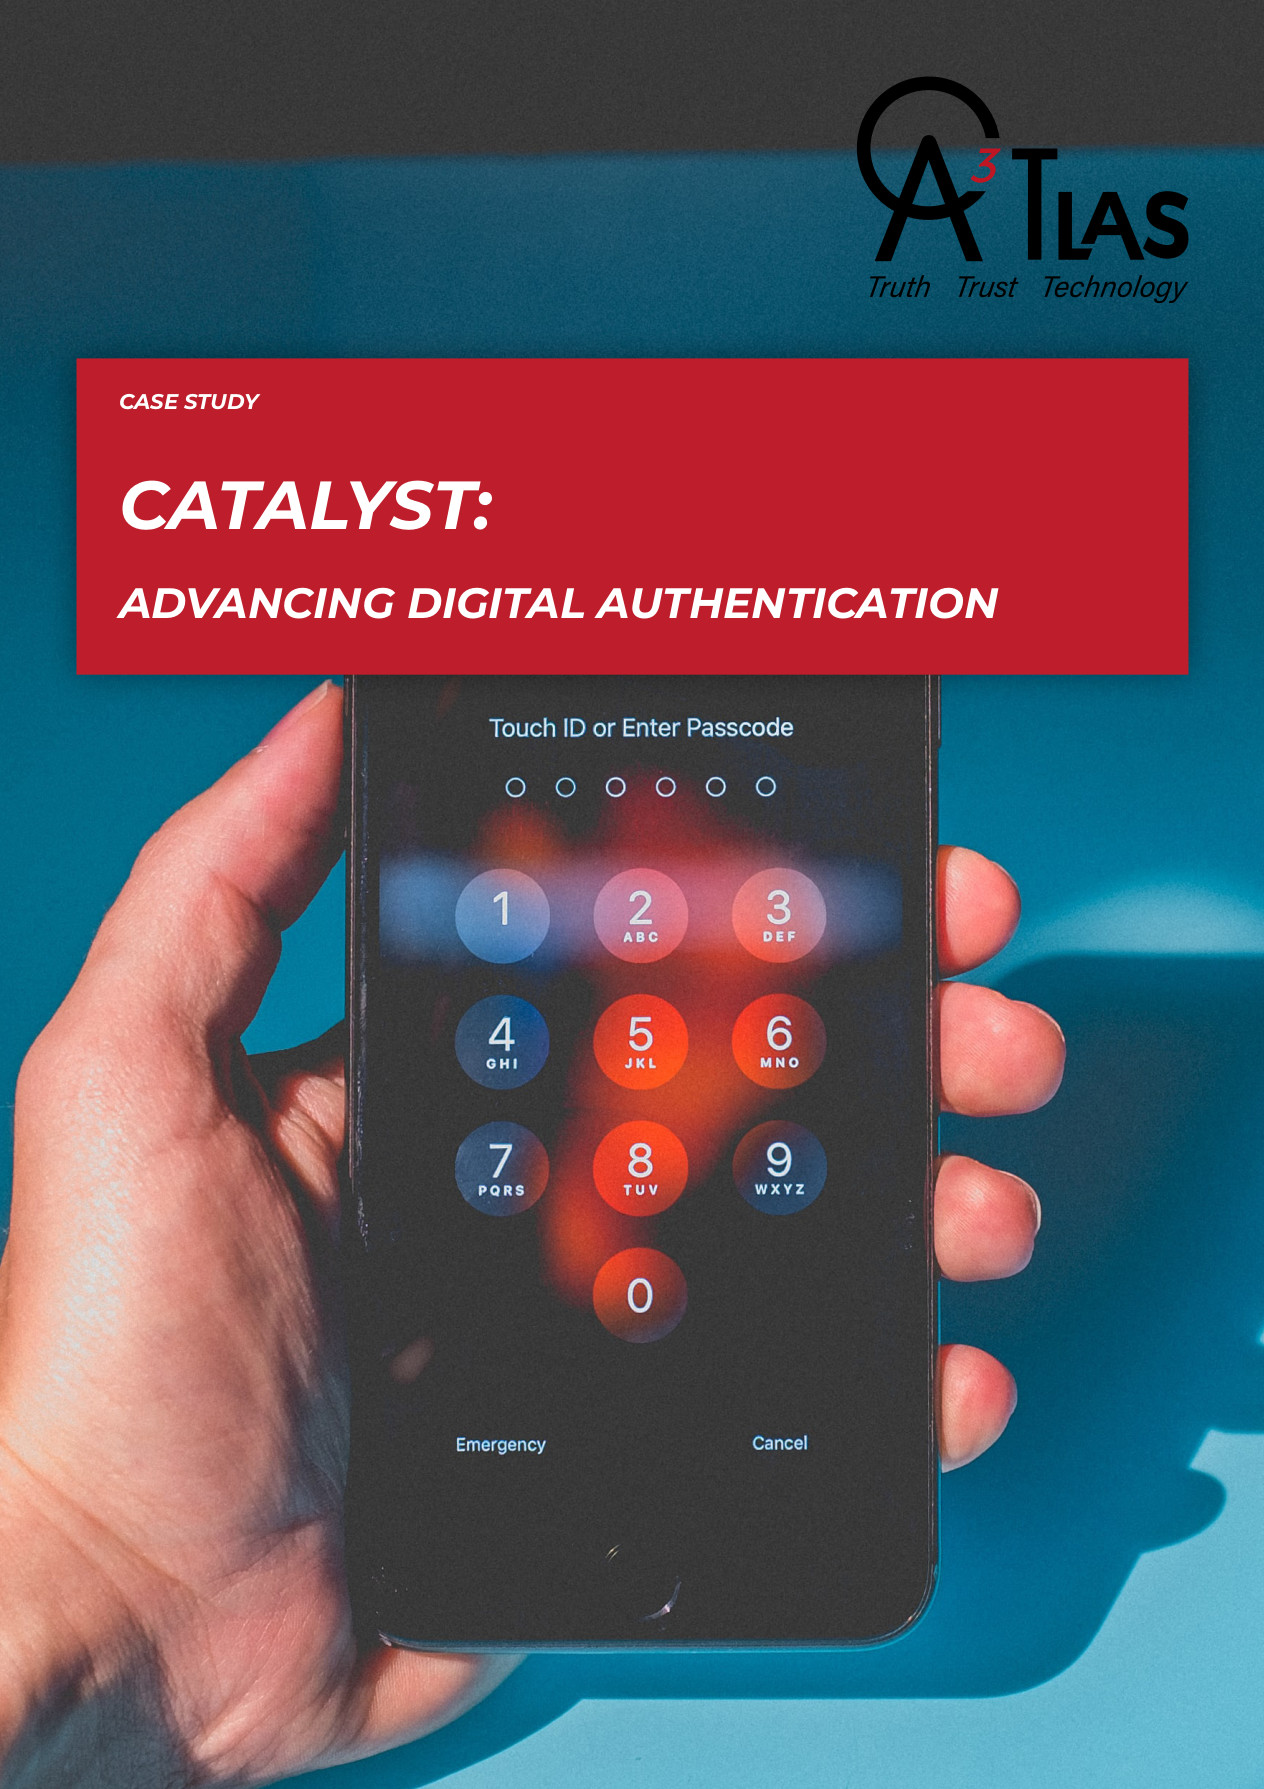 CA³TLAS
Truth Trust Technology
CASE STUDY
CATALYST:
ADVANCING DIGITAL AUTHENTICATION
Touch ID or Enter Passcode
1 2 3
ABC DEF
4 5 6
GHI JKL MNO
7 8 9
PQRS TUV WXYZ
0
Emergency Cancel